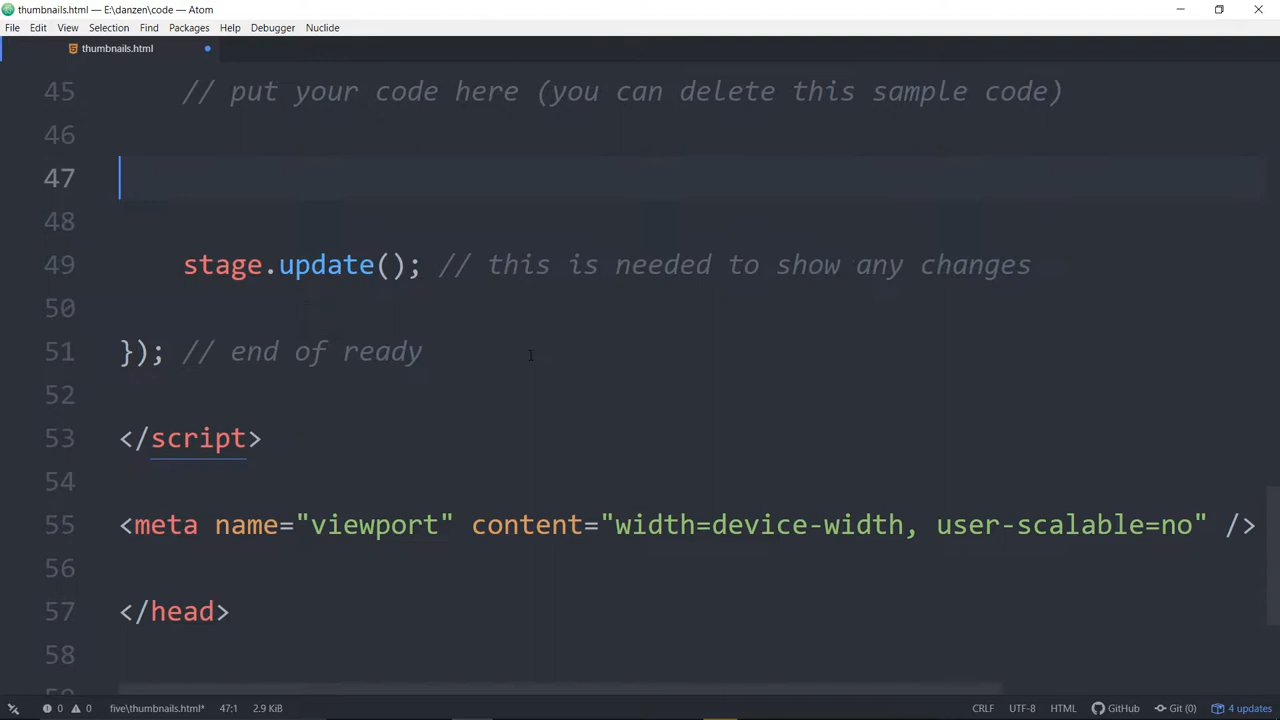 thumbnails.html — E:\danzen\code — Atom
File Edit View Selection Find Packages Help Debugger Nuclide
thumbnails.html
45 // put your code here (you can delete this sample code)
46
47
48
49 stage.update(); // this is needed to show any changes
50
51 }); // end of ready
52
53 </script>
54
55 <meta name="viewport" content="width=device-width, user-scalable=no" />
56
57 </head>
58
59
0 0 five\thumbnails.html* 47:1 2.9 KiB CRLF UTF-8 HTML GitHub Git (0) 4 updates